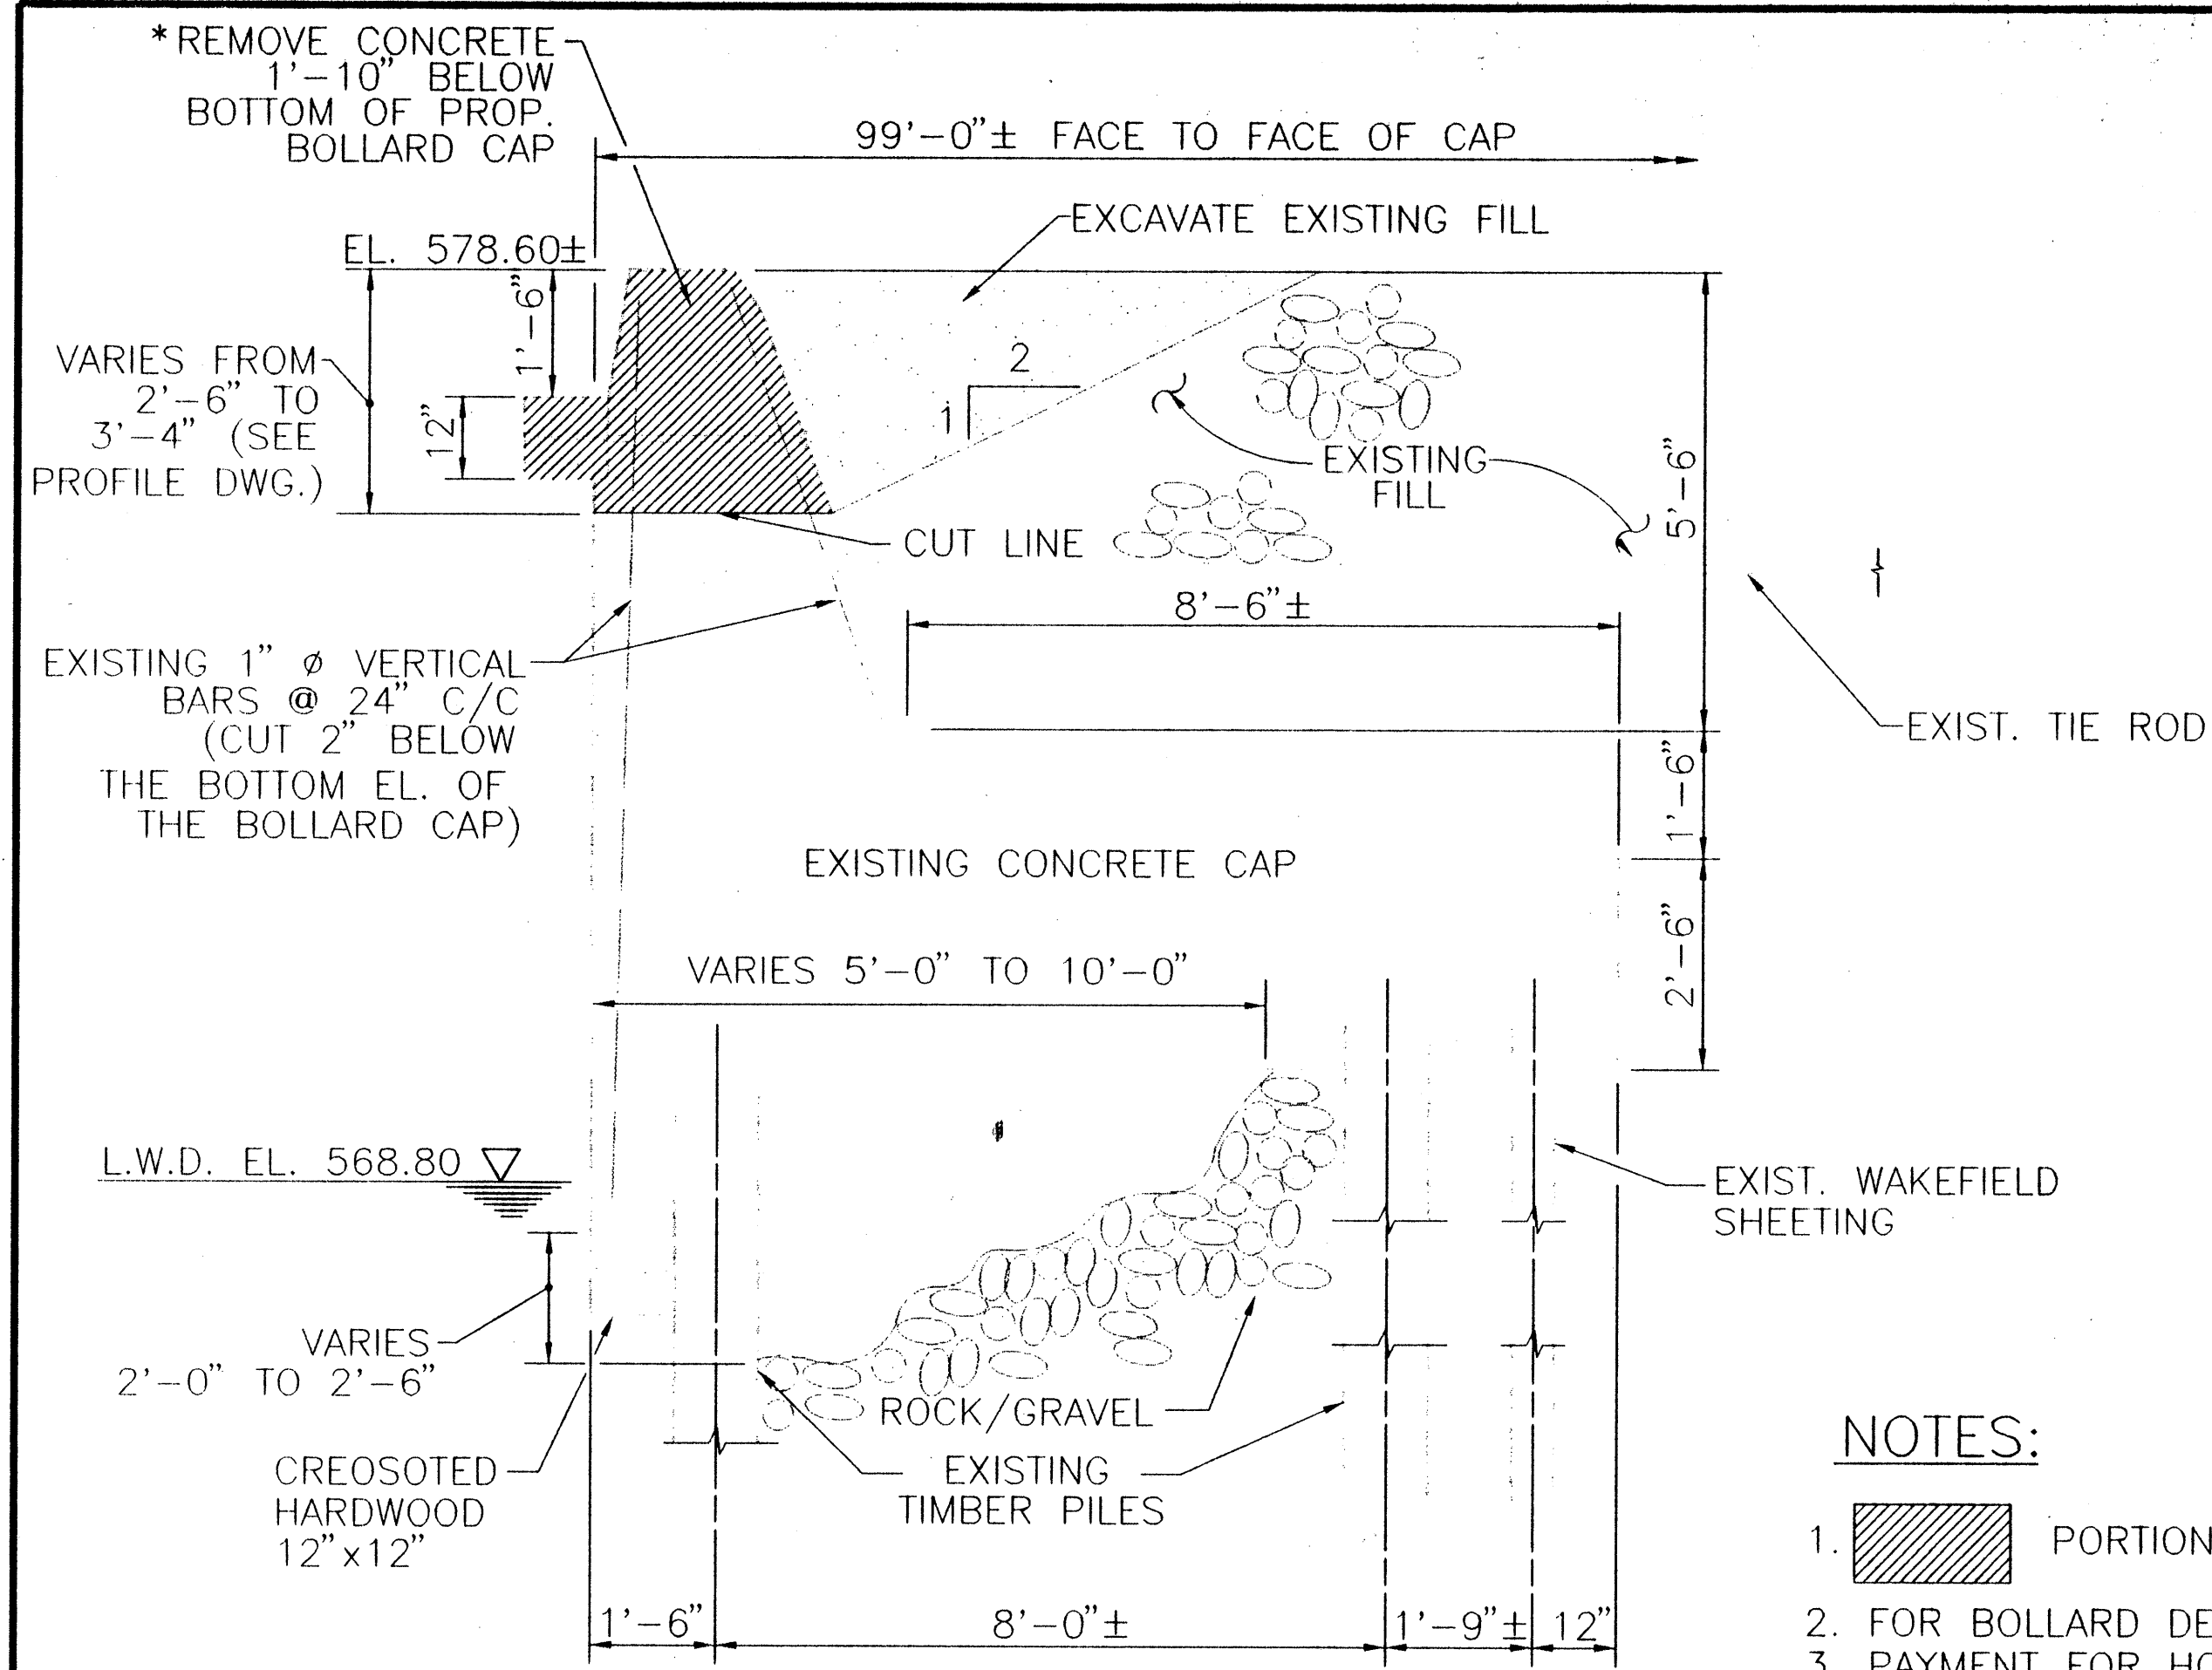 *REMOVE CONCRETE
1'-10" BELOW
BOTTOM OF PROP.
BOLLARD CAP
99'-0"± FACE TO FACE OF CAP
EXCAVATE EXISTING FILL
EL. 578.60±
1'-6"
VARIES FROM
2'-6" TO
3'-4" (SEE
PROFILE DWG.)
12"
2
1
EXISTING
FILL
5'-6"
CUT LINE
8'-6"±
EXISTING 1" ø VERTICAL
BARS @ 24" C/C
(CUT 2" BELOW
THE BOTTOM EL. OF
THE BOLLARD CAP)
EXIST. TIE ROD
1'-6"
EXISTING CONCRETE CAP
2'-6"
VARIES 5'-0" TO 10'-0"
L.W.D. EL. 568.80
EXIST. WAKEFIELD
SHEETING
VARIES
2'-0" TO 2'-6"
ROCK/GRAVEL
CREOSOTED
HARDWOOD
12"x12"
EXISTING
TIMBER PILES
1'-6"
8'-0"±
1'-9"±
12"
NOTES:
1. PORTION
2. FOR BOLLARD DE
3. PAYMENT FOR HO